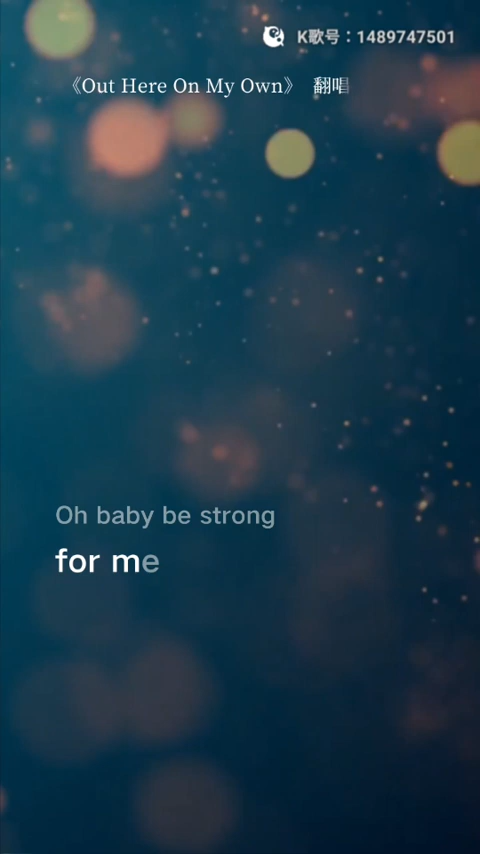 K歌号：1489747501
《Out Here On My Own》 翻唱
Oh baby be strong
for me